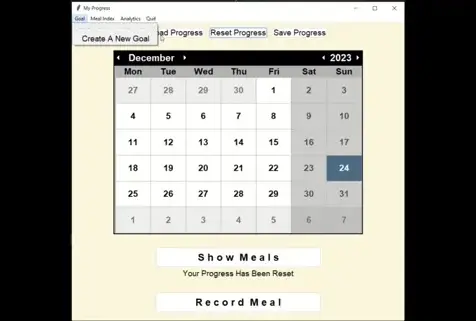 My Progress
Goal Meal Index Analytics Quit
Create A New Goal
ad Progress Reset Progress Save Progress
December 2023
Mon Tue Wed Thu Fri Sat Sun
27 28 29 30 1 2 3
4 5 6 7 8 9 10
11 12 13 14 15 16 17
18 19 20 21 22 23 24
25 26 27 28 29 30 31
1 2 3 4 5 6 7
Show Meals
Your Progress Has Been Reset
Record Meal